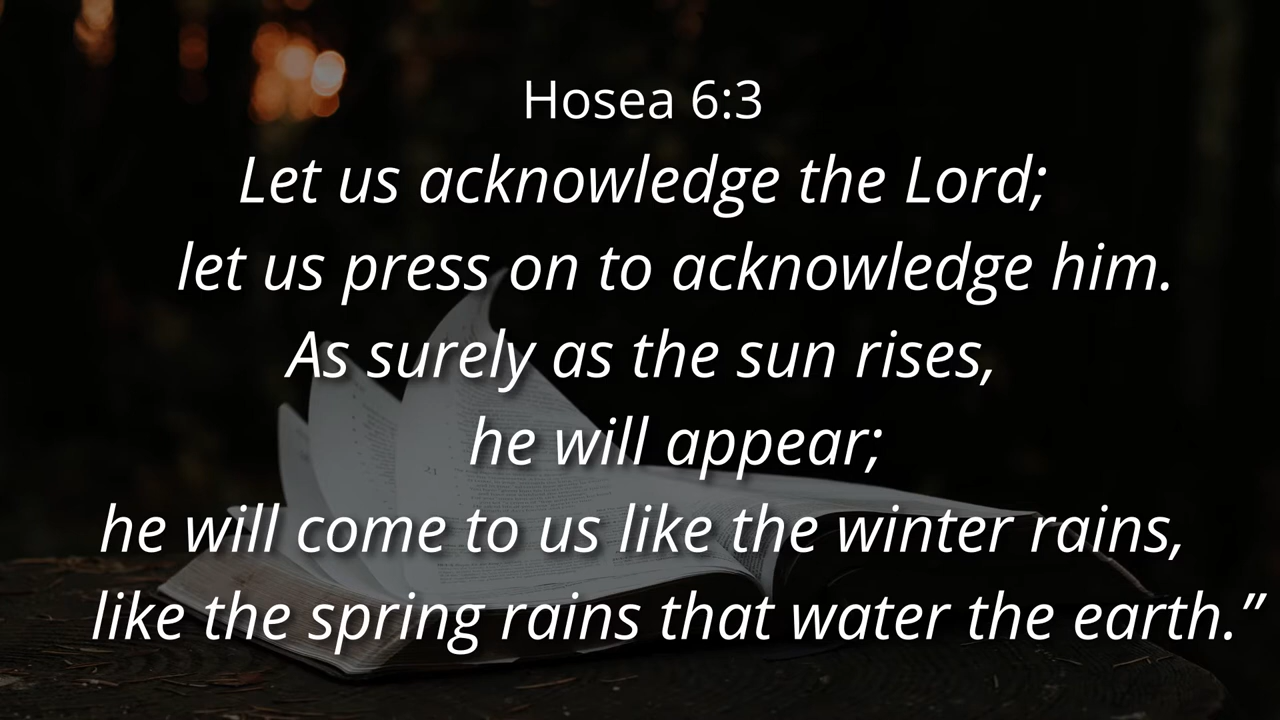 Hosea 6:3
Let us acknowledge the Lord;
let us press on to acknowledge him.
As surely as the sun rises,
he will appear;
he will come to us like the winter rains,
like the spring rains that water the earth.”